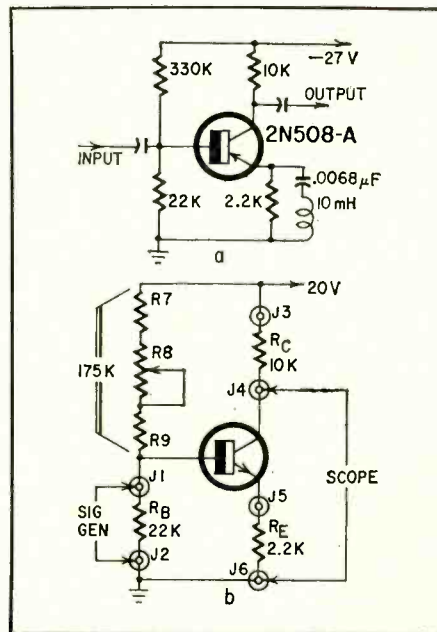 -27 V
330K
10K
OUTPUT
2N508-A
INPUT
.0068µF
22K
2.2K
10 mH
a
20V
R7
J3
RC
10K
R8
175K
J4
R9
SCOPE
J1
J5
SIG
GEN
RB
22K
RE
2.2K
J2
J6
b